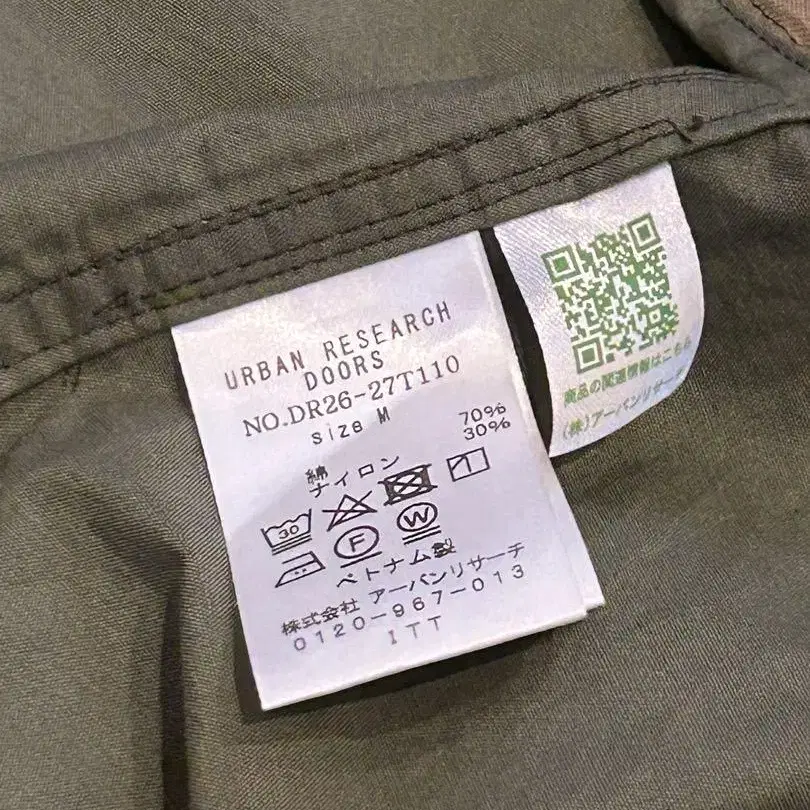 URBAN RESEARCH
DOORS
NO.DR26-27T110
size M
綿 70%
ナイロン 30%
30
F W
ベトナム製
株式会社 アーバンリサーチ
0120-967-013
ITT
商品の関連情報はこちら
(株)アーバンリサーチ